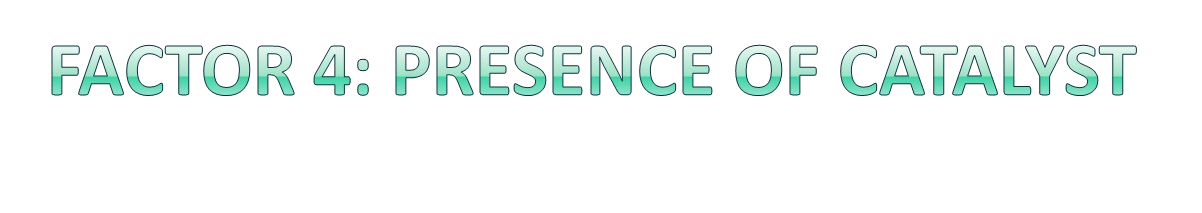 FACTOR 4: PRESENCE OF CATALYST